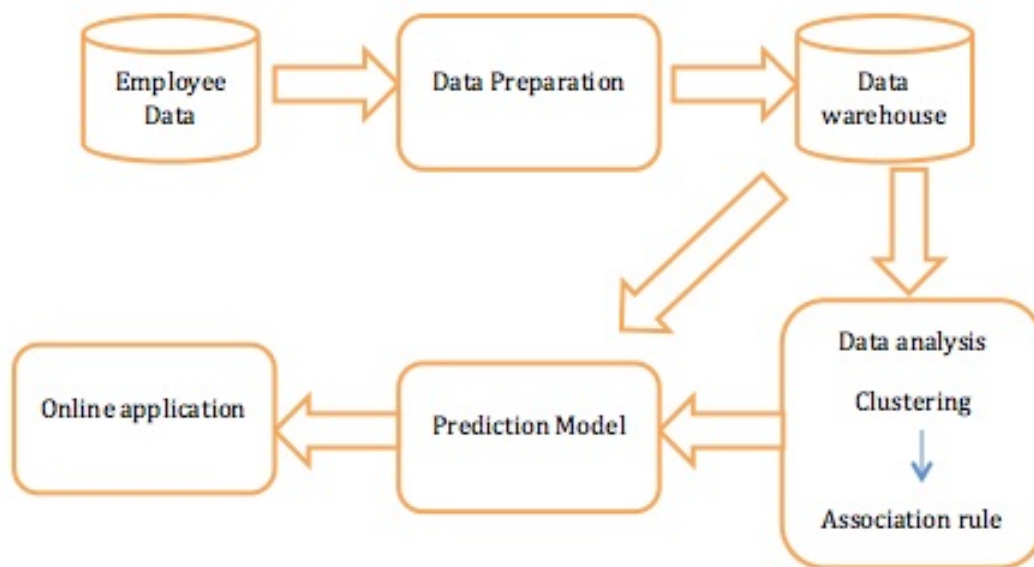 Employee
Data
Data Preparation
Data
warehouse
Data analysis
Clustering
Association rule
Prediction Model
Online application